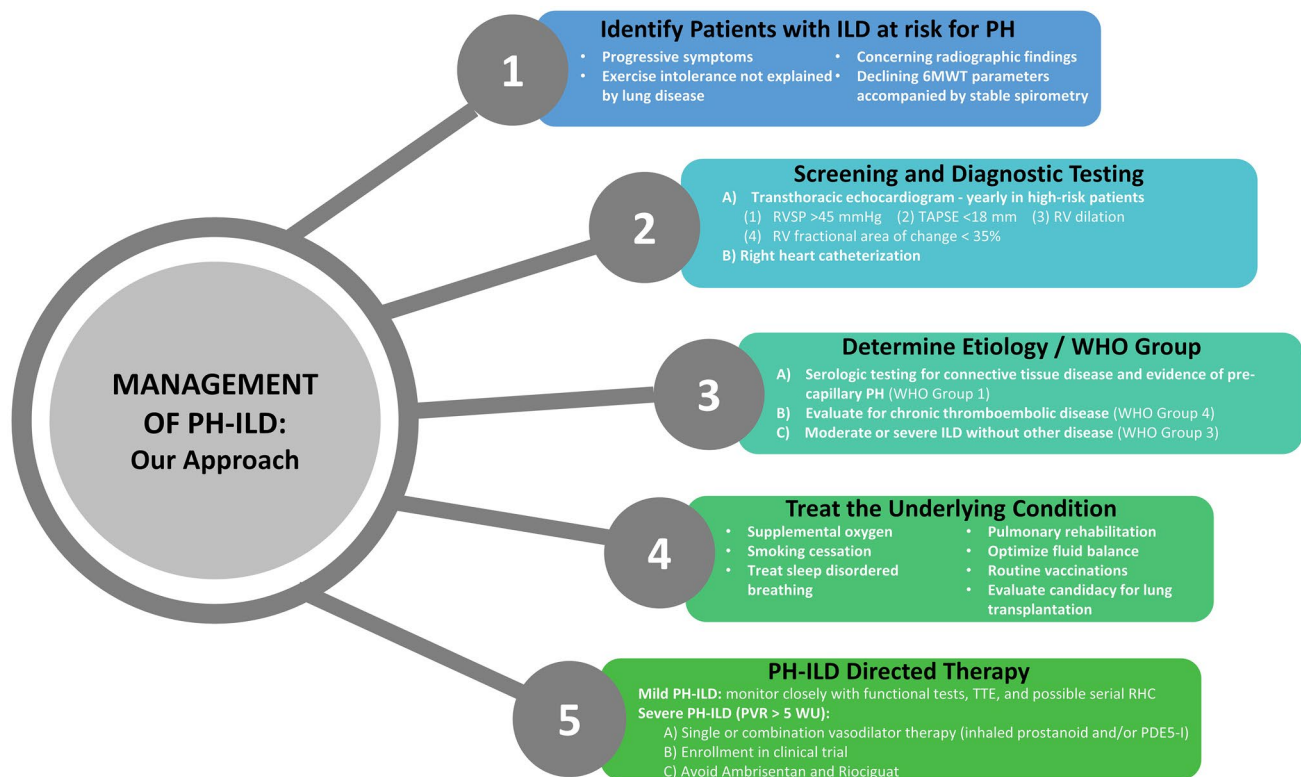 MANAGEMENT
OF PH-ILD:
Our Approach
1
Identify Patients with ILD at risk for PH
• Progressive symptoms
• Exercise intolerance not explained
by lung disease
• Concerning radiographic findings
• Declining 6MWT parameters
accompanied by stable spirometry
2
Screening and Diagnostic Testing
A) Transthoracic echocardiogram - yearly in high-risk patients
(1) RVSP >45 mmHg (2) TAPSE <18 mm (3) RV dilation
(4) RV fractional area of change < 35%
B) Right heart catheterization
3
Determine Etiology / WHO Group
A) Serologic testing for connective tissue disease and evidence of pre-
capillary PH (WHO Group 1)
B) Evaluate for chronic thromboembolic disease (WHO Group 4)
C) Moderate or severe ILD without other disease (WHO Group 3)
4
Treat the Underlying Condition
• Supplemental oxygen
• Smoking cessation
• Treat sleep disordered
breathing
• Pulmonary rehabilitation
• Optimize fluid balance
• Routine vaccinations
• Evaluate candidacy for lung
transplantation
5
PH-ILD Directed Therapy
Mild PH-ILD: monitor closely with functional tests, TTE, and possible serial RHC
Severe PH-ILD (PVR > 5 WU):
A) Single or combination vasodilator therapy (inhaled prostanoid and/or PDE5-I)
B) Enrollment in clinical trial
C) Avoid Ambrisentan and Riociguat